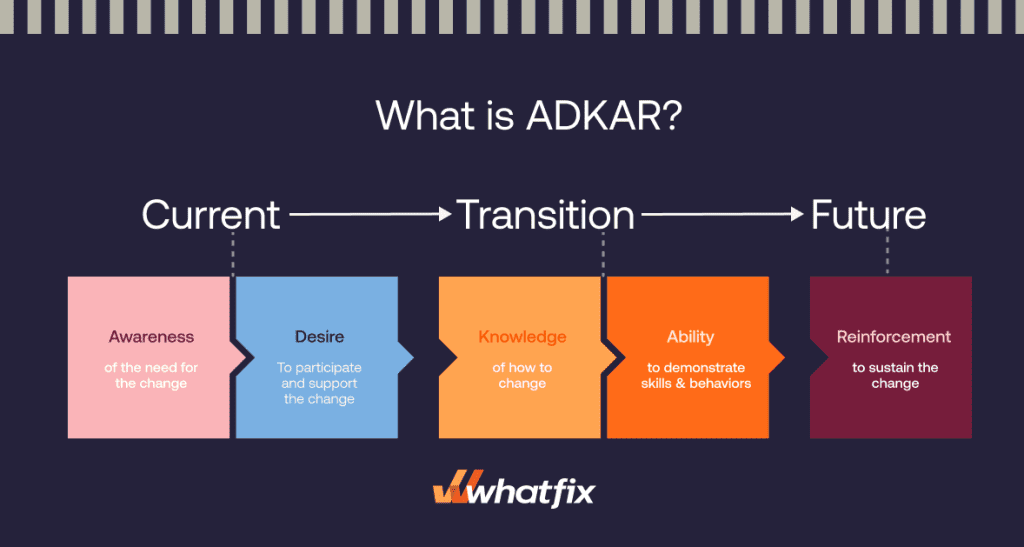 What is ADKAR?
Current
Transition
Future
Awareness
of the need for
the change
Desire
To participate
and support
the change
Knowledge
of how to
change
Ability
to demonstrate
skills & behaviors
Reinforcement
to sustain the
change
whatfix